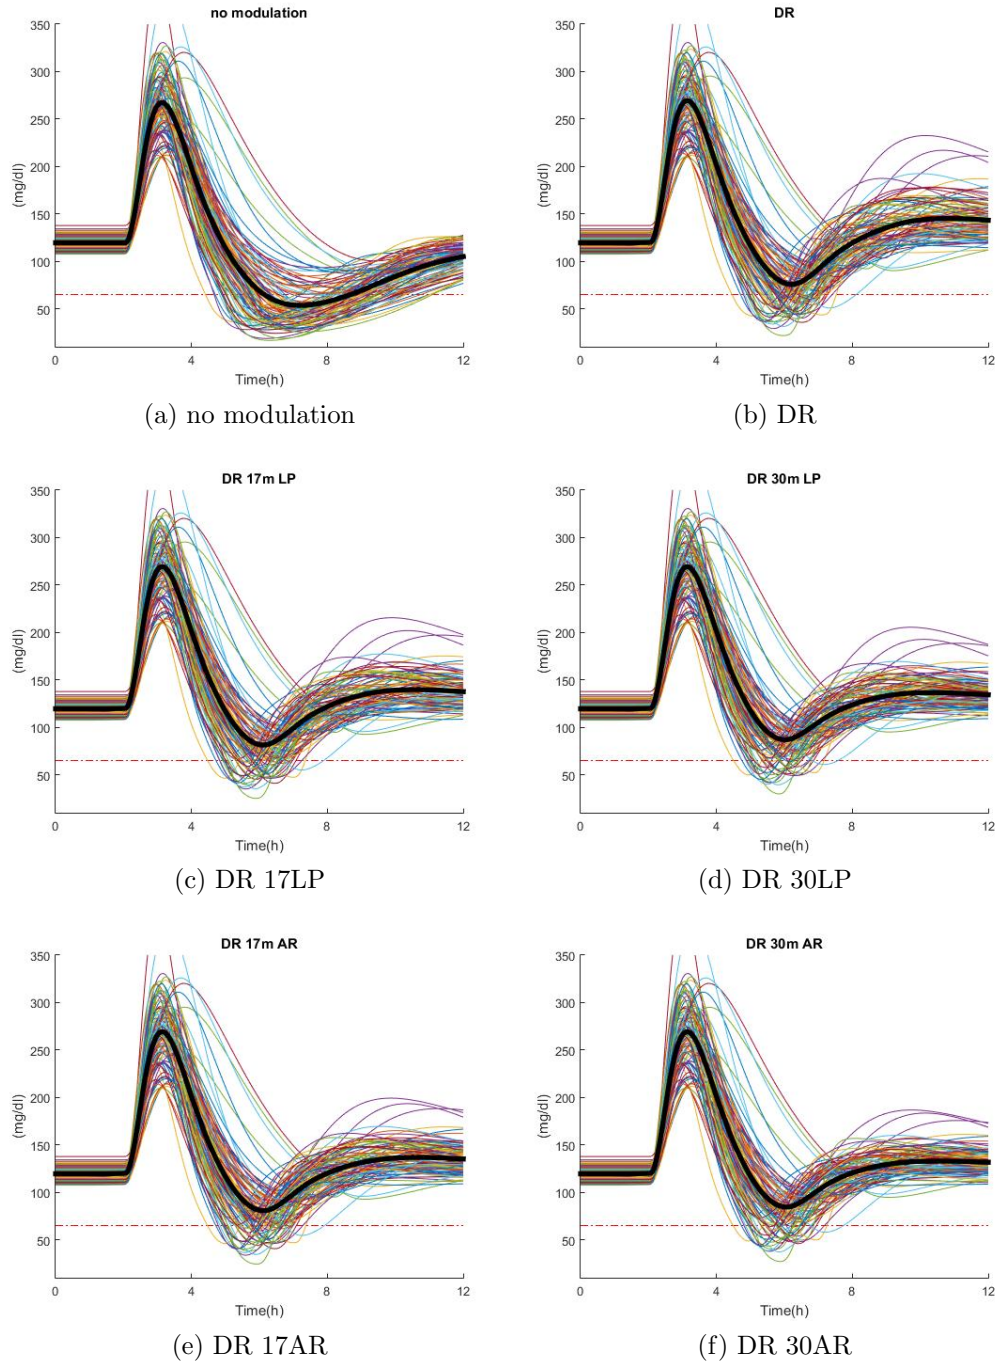 no modulation
350
300
250
200
150
100
50
(mg/dl)
0 4 8 12
Time(h)
(a) no modulation
DR
350
300
250
200
150
100
50
(mg/dl)
0 4 8 12
Time(h)
(b) DR
DR 17m LP
350
300
250
200
150
100
50
(mg/dl)
0 4 8 12
Time(h)
(c) DR 17LP
DR 30m LP
350
300
250
200
150
100
50
(mg/dl)
0 4 8 12
Time(h)
(d) DR 30LP
DR 17m AR
350
300
250
200
150
100
50
(mg/dl)
0 4 8 12
Time(h)
(e) DR 17AR
DR 30m AR
350
300
250
200
150
100
50
(mg/dl)
0 4 8 12
Time(h)
(f) DR 30AR